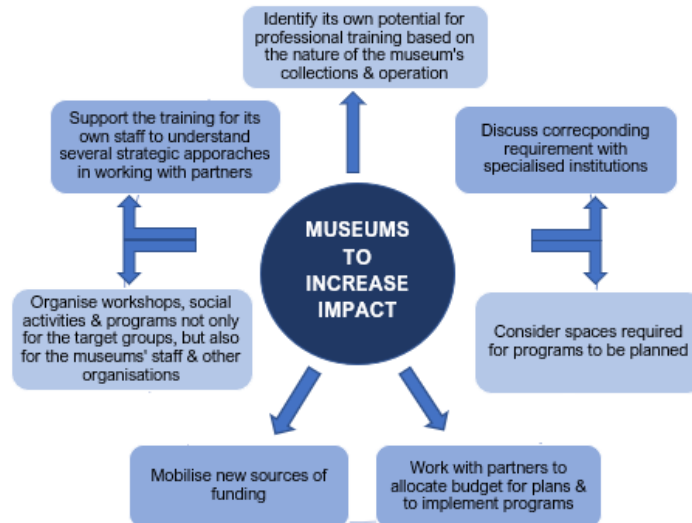 Identify its own potential for
professional training based on
the nature of the museum's
collections & operation
Support the training for its
own staff to understand
several strategic apporaches
in working with partners
Discuss correcponding
requirement with
specialised institutions
MUSEUMS
TO
INCREASE
IMPACT
Organise workshops, social
activities & programs not only
for the target groups, but also
for the museums' staff & other
organisations
Consider spaces required
for programs to be planned
Mobilise new sources of
funding
Work with partners to
allocate budget for plans &
to implement programs